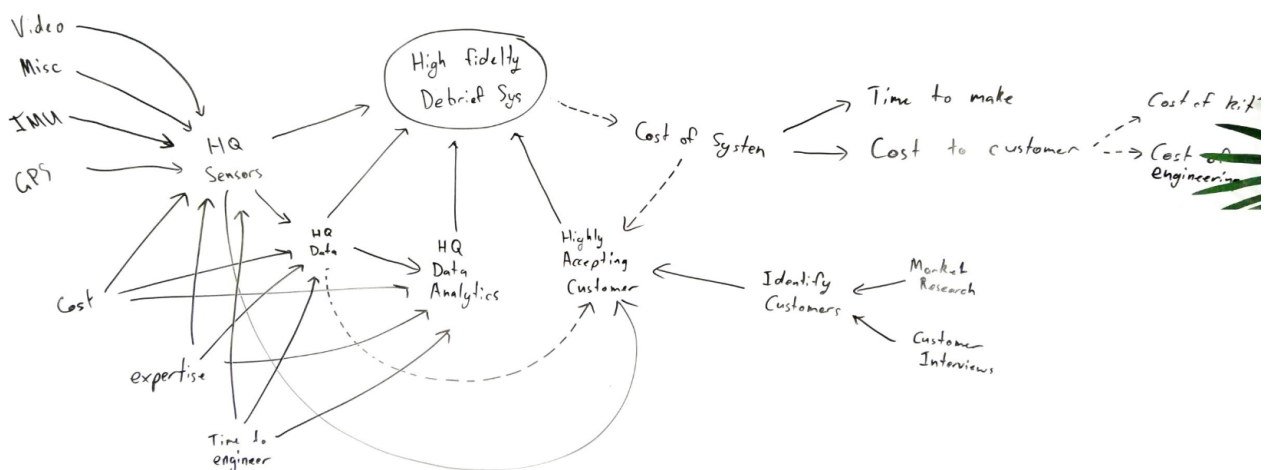 Video
Misc
IMU
GPS
HQ
Sensors
High fidelty
Debrief Sys
Cost of System
Time to make
Cost to customer
Cost of kit
Cost of
engineering
HQ
Data
HQ
Data
Analytics
Highly
Accepting
Customer
Identify
Customers
Market
Research
Customer
Interviews
Cost
expertise
Time to
engineer